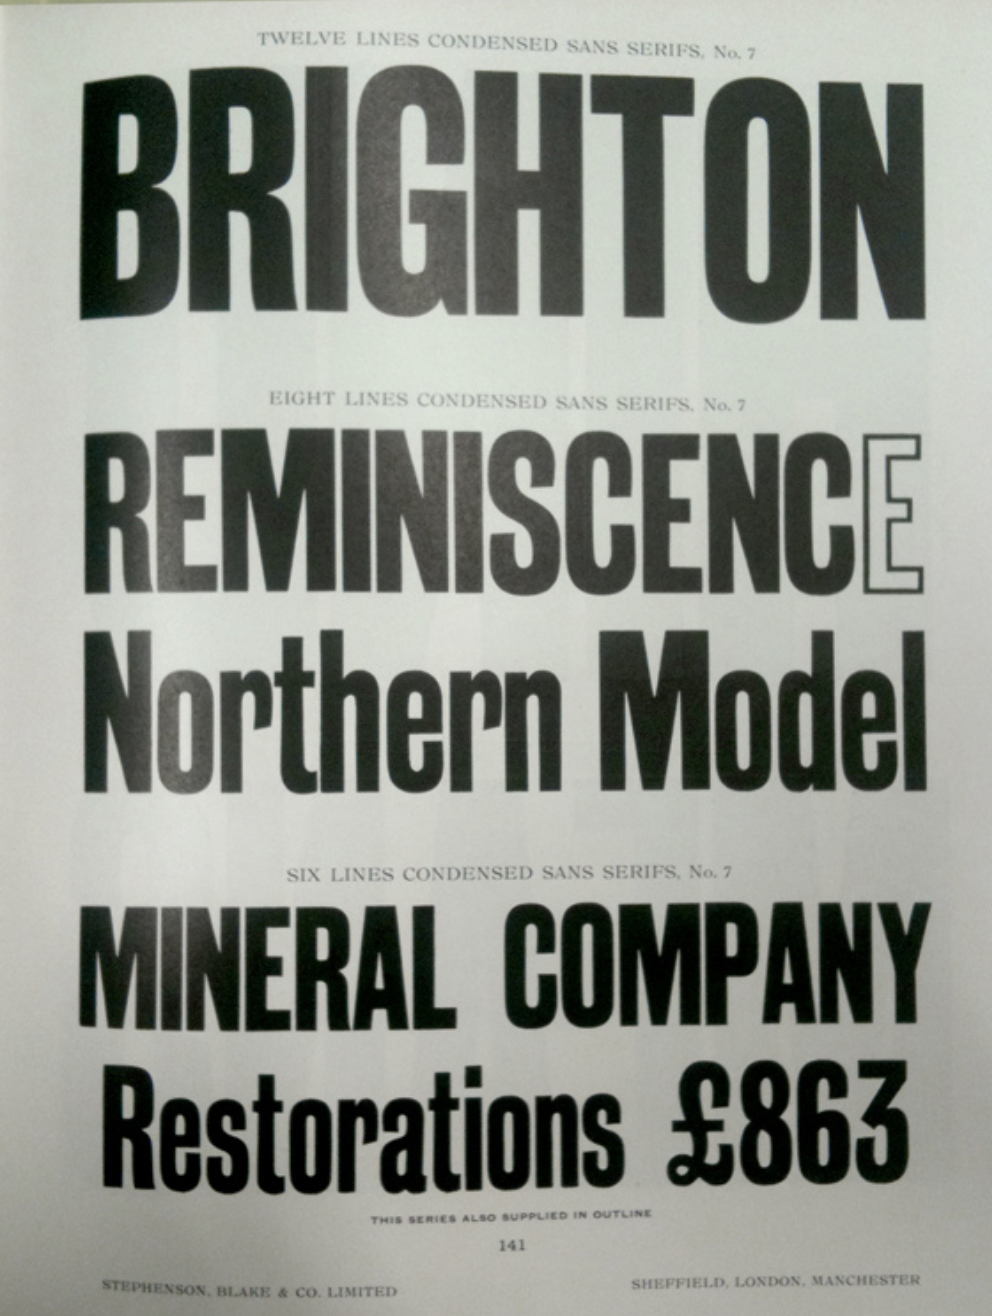 TWELVE LINES CONDENSED SANS SERIFS, No. 7
BRIGHTON
EIGHT LINES CONDENSED SANS SERIFS, No. 7
REMINISCENCE
Northern Model
SIX LINES CONDENSED SANS SERIFS, No. 7
MINERAL COMPANY
Restorations £863
THIS SERIES ALSO SUPPLIED IN OUTLINE
141
STEPHENSON, BLAKE & CO. LIMITED
SHEFFIELD, LONDON, MANCHESTER